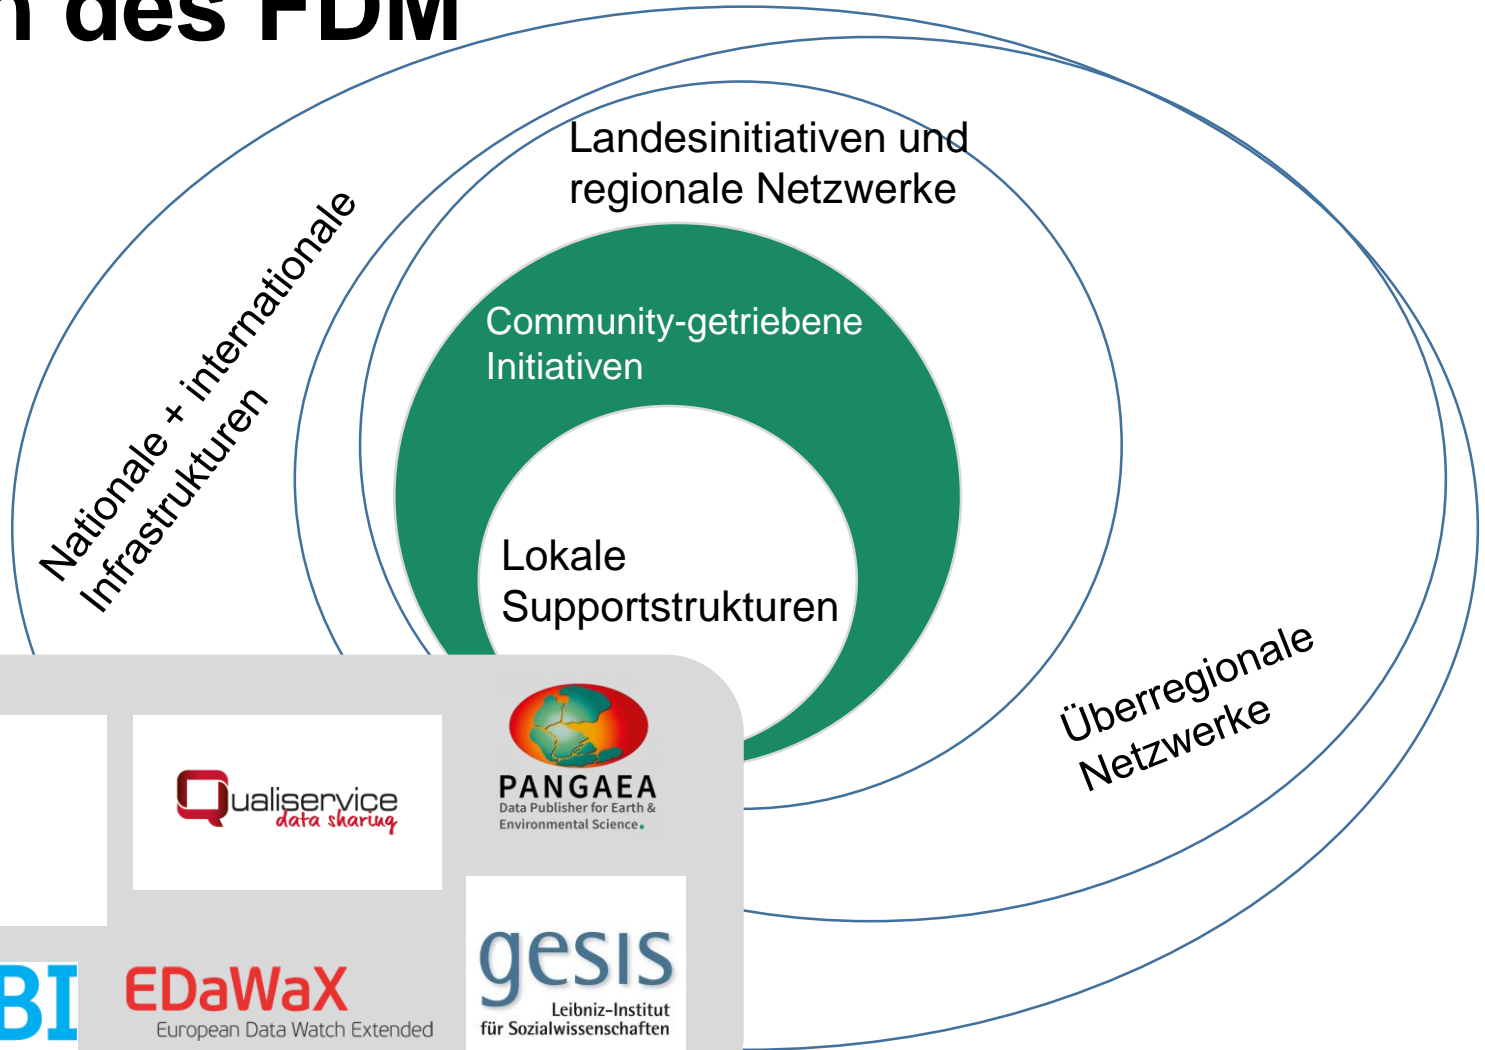 des FDM
Landesinitiativen und
regionale Netzwerke
Nationale + internationale
Infrastrukturen
Community-getriebene
Initiativen
Lokale
Supportstrukturen
Überregionale
Netzwerke
Qualiservice
data sharing
PANGAEA
Data Publisher for Earth &
Environmental Science.
BI
EDaWaX
European Data Watch Extended
gesis
Leibniz-Institut
für Sozialwissenschaften